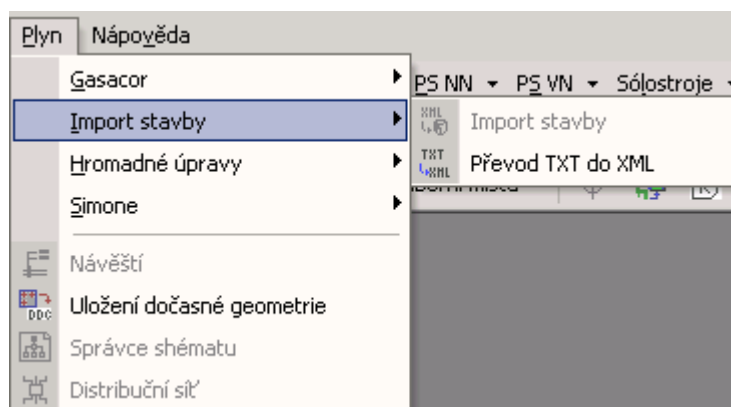 Plyn Nápověda
Gasacor
PS NN PS VN Sólostroje
Import stavby
XML
Import stavby
Hromadné úpravy
TXT
XML
Převod TXT do XML
Simone
Návěští
DDC
Uložení dočasné geometrie
Správce shématu
Distribuční síť